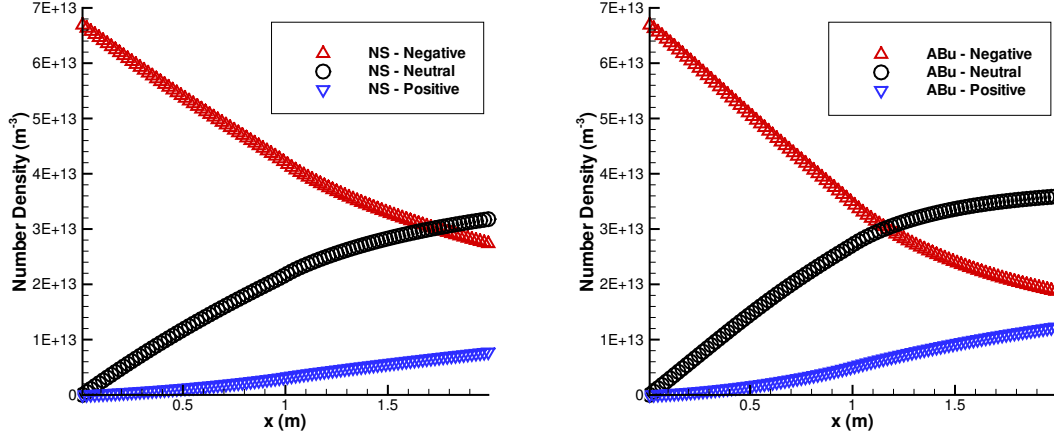 7E+13
6E+13
5E+13
4E+13
3E+13
2E+13
1E+13
0
Number Density (m-3)
0.5
1
1.5
x (m)
NS - Negative
NS - Neutral
NS - Positive
7E+13
6E+13
5E+13
4E+13
3E+13
2E+13
1E+13
0
Number Density (m-3)
0.5
1
1.5
x (m)
ABu - Negative
ABu - Neutral
ABu - Positive